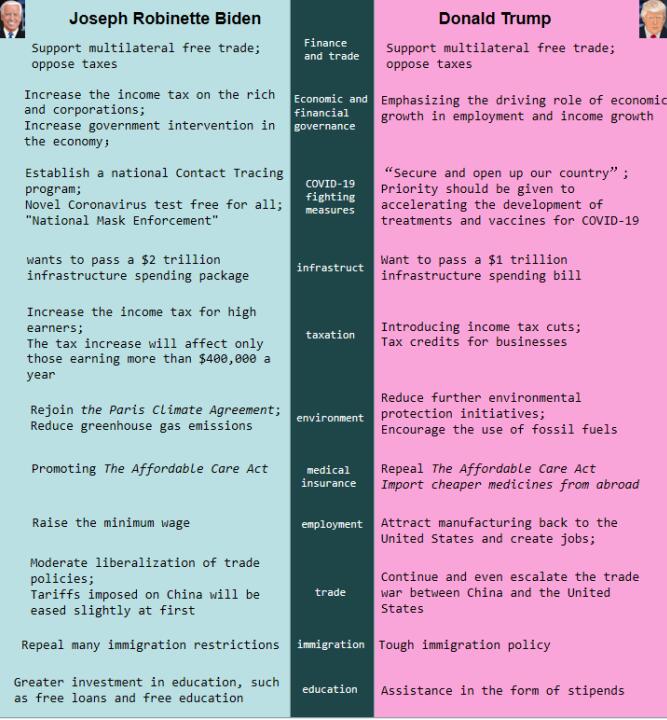 Joseph Robinette Biden
Donald Trump
Support multilateral free trade;
oppose taxes
Finance
and trade
Support multilateral free trade;
oppose taxes
Increase the income tax on the rich
and corporations;
Increase government intervention in
the economy;
Economic and
financial
governance
Emphasizing the driving role of economic
growth in employment and income growth
Establish a national Contact Tracing
program;
Novel Coronavirus test free for all;
"National Mask Enforcement"
COVID-19
fighting
measures
“Secure and open up our country”;
Priority should be given to
accelerating the development of
treatments and vaccines for COVID-19
wants to pass a $2 trillion
infrastructure spending package
infrastruct
Want to pass a $1 trillion
infrastructure spending bill
Increase the income tax for high
earners;
The tax increase will affect only
those earning more than $400,000 a
year
taxation
Introducing income tax cuts;
Tax credits for businesses
Rejoin the Paris Climate Agreement;
Reduce greenhouse gas emissions
environment
Reduce further environmental
protection initiatives;
Encourage the use of fossil fuels
Promoting The Affordable Care Act
medical
insurance
Repeal The Affordable Care Act
Import cheaper medicines from abroad
Raise the minimum wage
employment
Attract manufacturing back to the
United States and create jobs;
Moderate liberalization of trade
policies;
Tariffs imposed on China will be
eased slightly at first
trade
Continue and even escalate the trade
war between China and the United
States
Repeal many immigration restrictions
immigration
Tough immigration policy
Greater investment in education, such
as free loans and free education
education
Assistance in the form of stipends